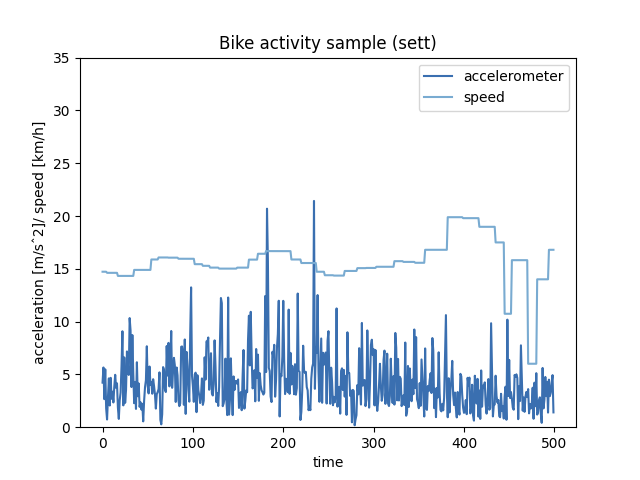 Bike activity sample (sett)
accelerometer
speed
35
30
25
20
15
10
5
0
acceleration [m/s^2]/ speed [km/h]
0 100 200 300 400 500
time